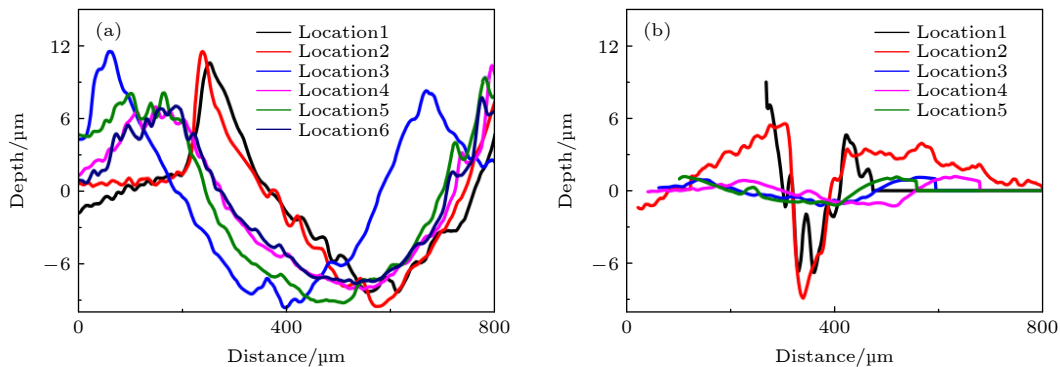 (a)
Location1
Location2
Location3
Location4
Location5
Location6
12
6
0
−6
Depth/µm
0
400
800
Distance/µm
(b)
Location1
Location2
Location3
Location4
Location5
12
6
0
−6
Depth/µm
0
400
800
Distance/µm